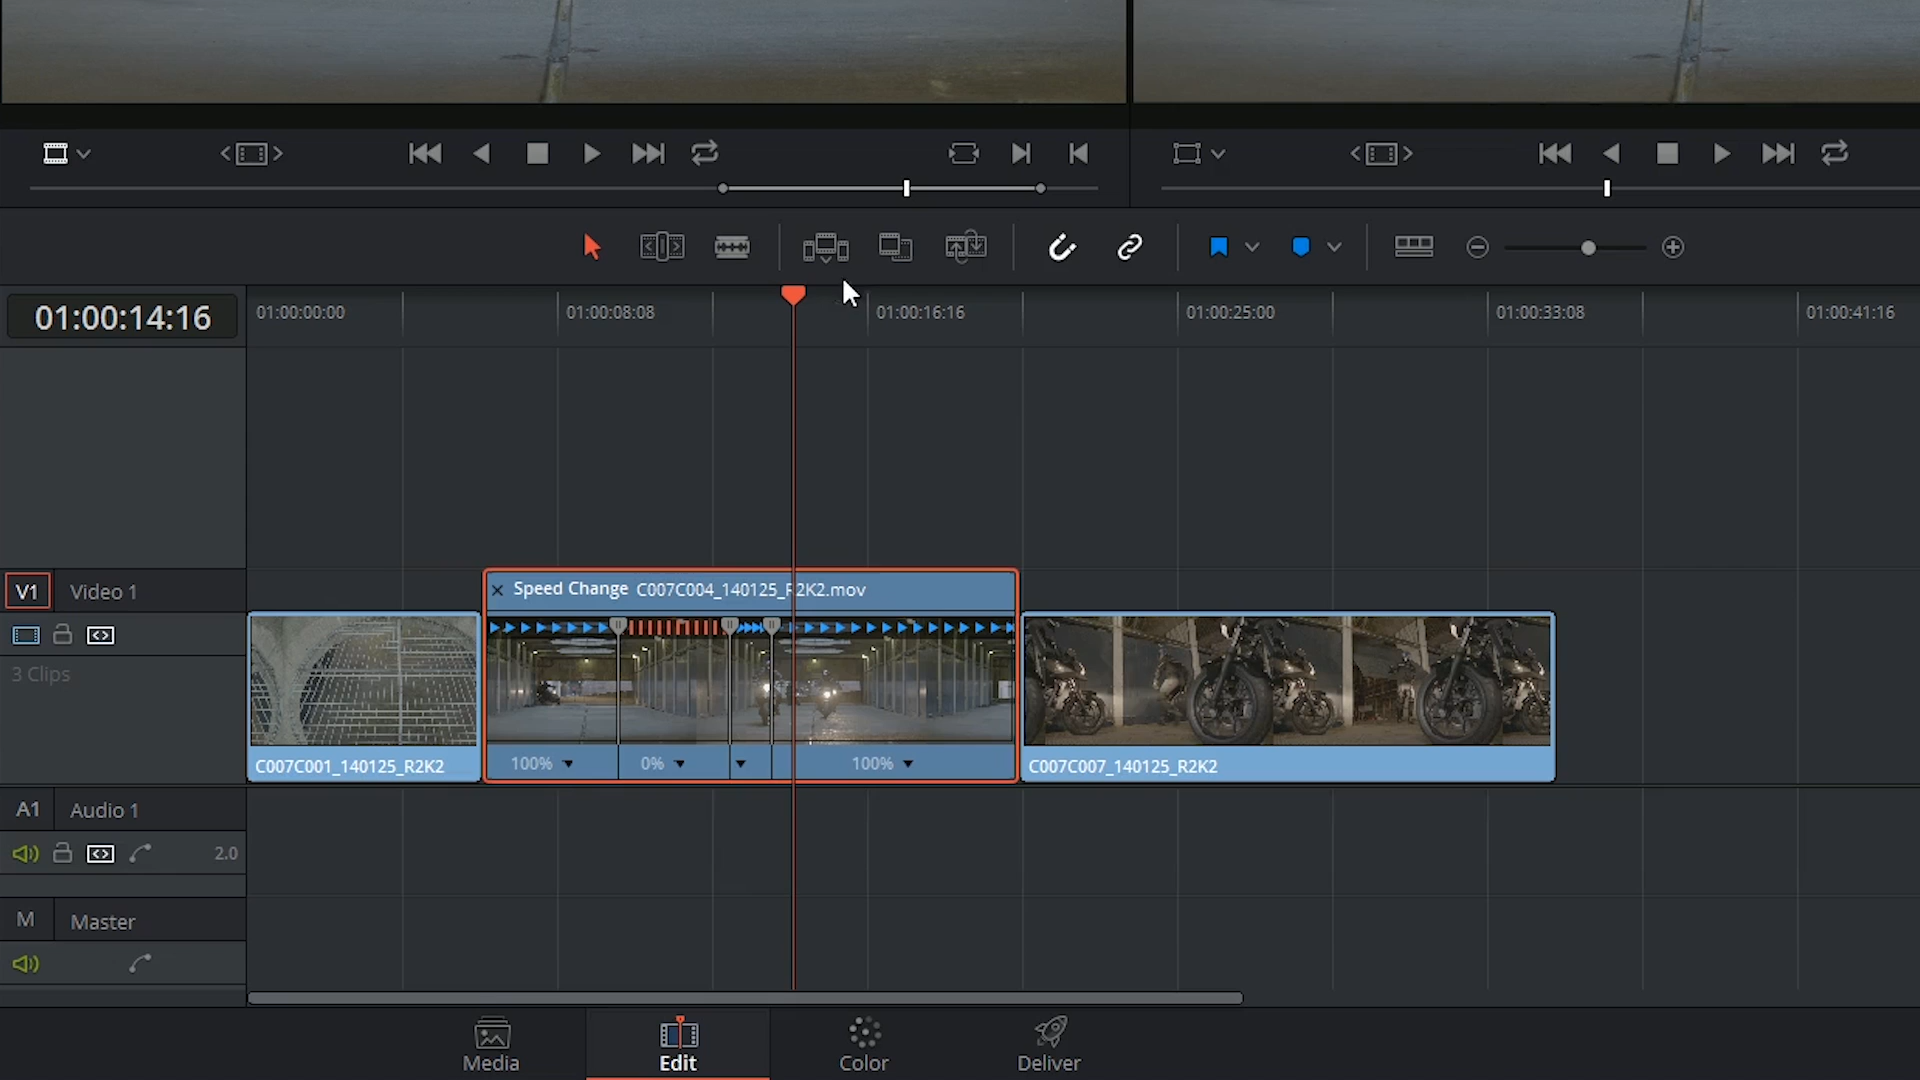 01:00:14:16
01:00:00:00
01:00:08:08
01:00:16:16
01:00:25:00
01:00:33:08
01:00:41:16
V1 Video 1
3 Clips
Speed Change C007C004_140125_R2K2.mov
100% 0% 100%
C007C001_140125_R2K2
C007C007_140125_R2K2
A1 Audio 1
2.0
M Master
Media
Edit
Color
Deliver